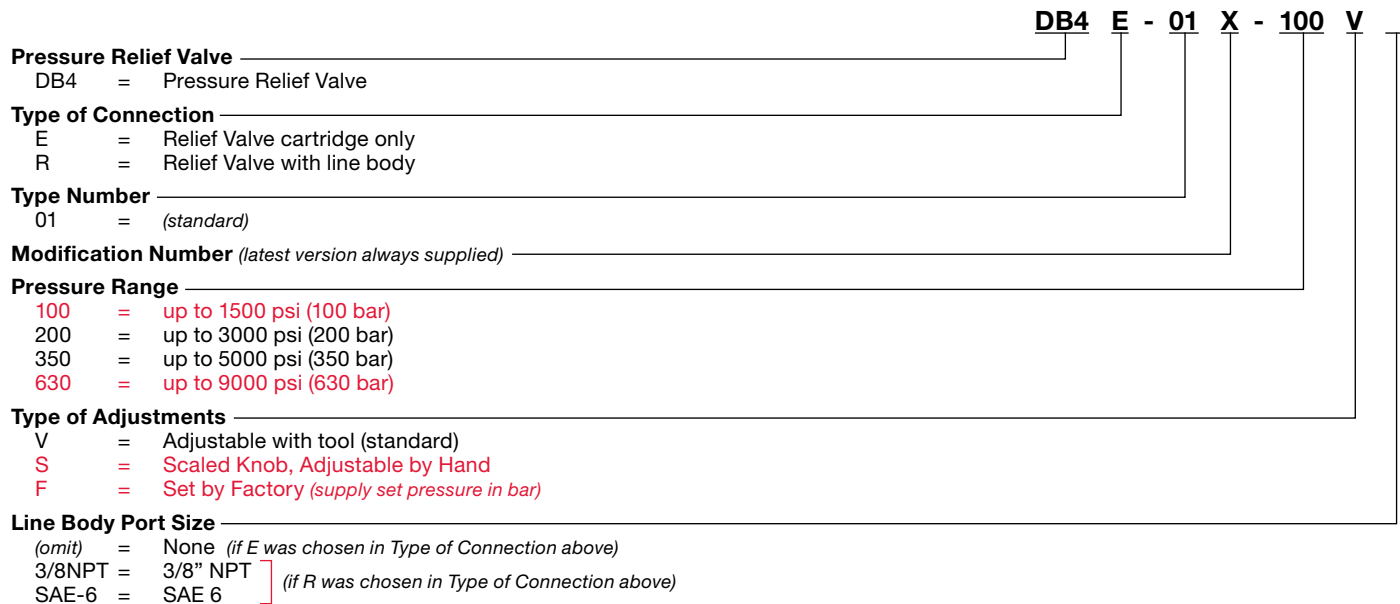 DB4 E - 01 X - 100 V
Pressure Relief Valve
DB4 = Pressure Relief Valve
Type of Connection
E = Relief Valve cartridge only
R = Relief Valve with line body
Type Number
01 = (standard)
Modification Number (latest version always supplied)
Pressure Range
100 = up to 1500 psi (100 bar)
200 = up to 3000 psi (200 bar)
350 = up to 5000 psi (350 bar)
630 = up to 9000 psi (630 bar)
Type of Adjustments
V = Adjustable with tool (standard)
S = Scaled Knob, Adjustable by Hand
F = Set by Factory (supply set pressure in bar)
Line Body Port Size
(omit) = None (if E was chosen in Type of Connection above)
3/8NPT = 3/8” NPT
(if R was chosen in Type of Connection above)
SAE-6 = SAE 6